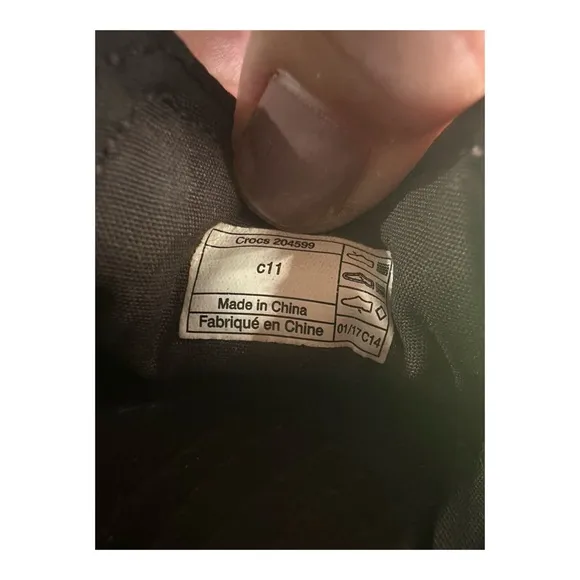 Crocs 204599
c11
Made in China
Fabriqué en Chine
01/17C14